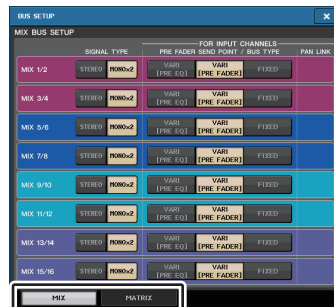 BUS SETUP
MIX BUS SETUP
FOR INPUT CHANNELS
SIGNAL TYPE PRE FADER SEND POINT / BUS TYPE PAN LINK
MIX 1/2 STEREO MONOx2 VARI [PRE EQ] VARI [PRE FADER] FIXED
MIX 3/4 STEREO MONOx2 VARI [PRE EQ] VARI [PRE FADER] FIXED
MIX 5/6 STEREO MONOx2 VARI [PRE EQ] VARI [PRE FADER] FIXED
MIX 7/8 STEREO MONOx2 VARI [PRE EQ] VARI [PRE FADER] FIXED
MIX 9/10 STEREO MONOx2 VARI [PRE EQ] VARI [PRE FADER] FIXED
MIX 11/12 STEREO MONOx2 VARI [PRE EQ] VARI [PRE FADER] FIXED
MIX 13/14 STEREO MONOx2 VARI [PRE EQ] VARI [PRE FADER] FIXED
MIX 15/16 STEREO MONOx2 VARI [PRE EQ] VARI [PRE FADER] FIXED
MIX MATRIX